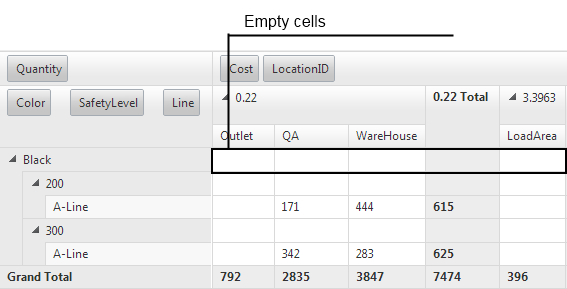 Empty cells
Quantity Cost LocationID
Color SafetyLevel Line 0.22 0.22 Total 3.3963
Outlet QA WareHouse LoadArea
Black
200
A-Line 171 444 615
300
A-Line 342 283 625
Grand Total 792 2835 3847 7474 396